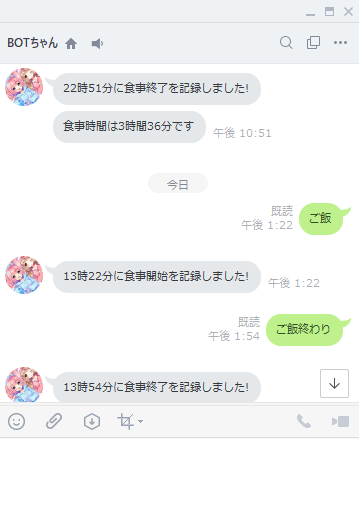 BOTちゃん
22時51分に食事終了を記録しました!
食事時間は3時間36分です
午後 10:51
今日
既読
午後 1:22
ご飯
13時22分に食事開始を記録しました!
午後 1:22
既読
午後 1:54
ご飯終わり
13時54分に食事終了を記録しました!